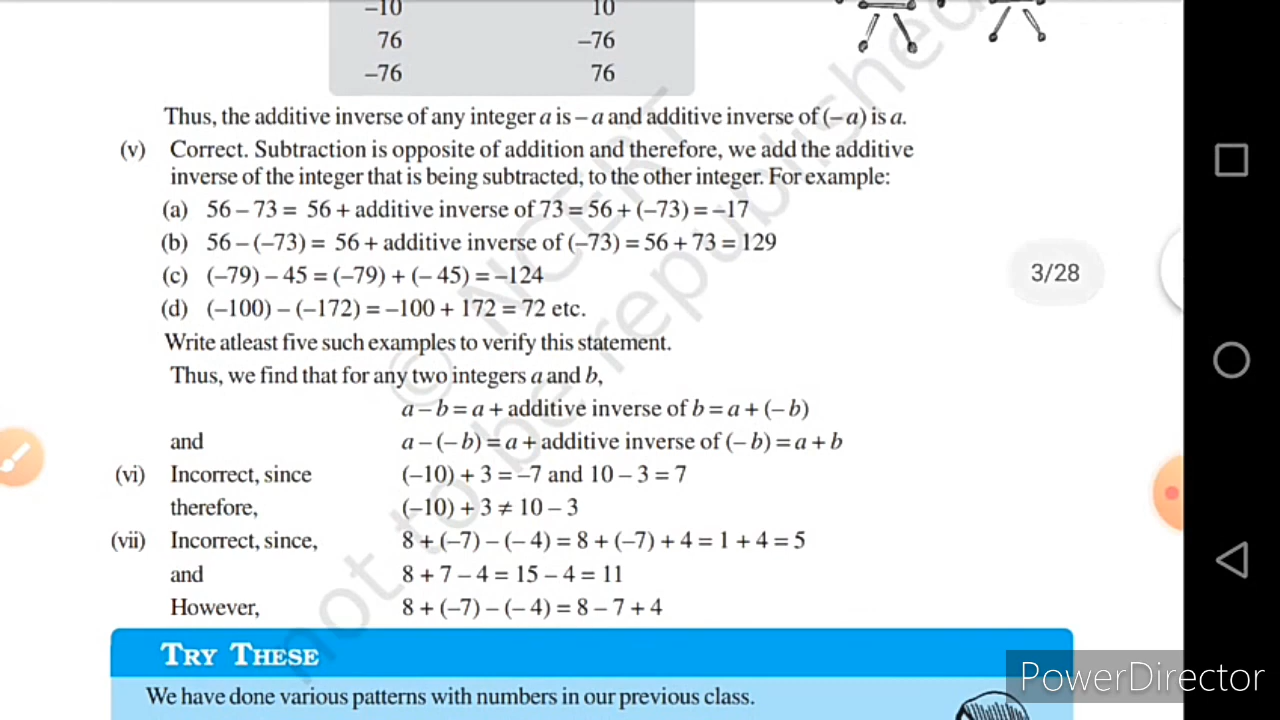 –10 10
76 –76
–76 76
Thus, the additive inverse of any integer a is – a and additive inverse of (– a) is a.
(v) Correct. Subtraction is opposite of addition and therefore, we add the additive
inverse of the integer that is being subtracted, to the other integer. For example:
(a) 56 – 73 = 56 + additive inverse of 73 = 56 + (–73) = –17
(b) 56 – (–73) = 56 + additive inverse of (–73) = 56 + 73 = 129
(c) (–79) – 45 = (–79) + (– 45) = –124
3/28
(d) (–100) – (–172) = –100 + 172 = 72 etc.
Write atleast five such examples to verify this statement.
Thus, we find that for any two integers a and b,
a – b = a + additive inverse of b = a + (– b)
and a – (– b) = a + additive inverse of (– b) = a + b
(vi) Incorrect, since (–10) + 3 = –7 and 10 – 3 = 7
therefore, (–10) + 3 ≠ 10 – 3
(vii) Incorrect, since, 8 + (–7) – (– 4) = 8 + (–7) + 4 = 1 + 4 = 5
and 8 + 7 – 4 = 15 – 4 = 11
However, 8 + (–7) – (– 4) = 8 – 7 + 4
© NCERT
not to be republished
TRY THESE
PowerDirector
We have done various patterns with numbers in our previous class.